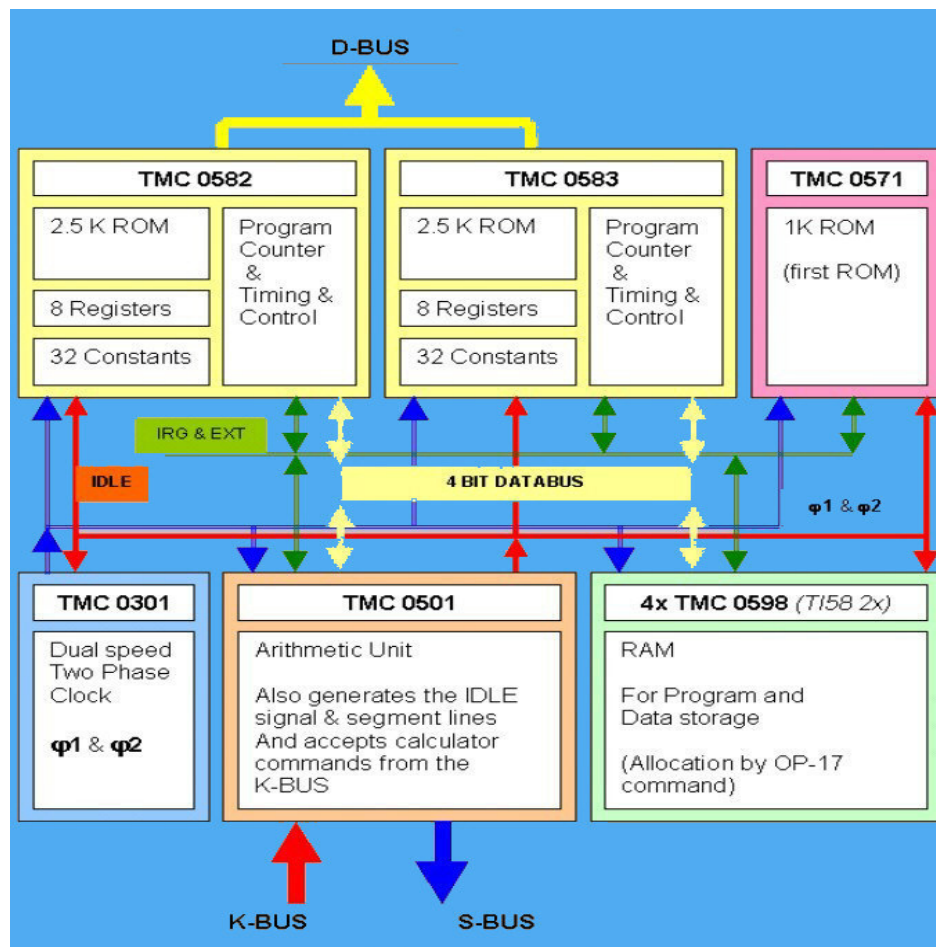 D-BUS
TMC 0582
2.5 K ROM
8 Registers
32 Constants
Program
Counter
&
Timing &
Control
TMC 0583
2.5 K ROM
8 Registers
32 Constants
Program
Counter
&
Timing &
Control
TMC 0571
1K ROM
(first ROM)
IRG & EXT
IDLE
4 BIT DATABUS
φ1 & φ2
TMC 0301
Dual speed
Two Phase
Clock
φ1 & φ2
TMC 0501
Arithmetic Unit
Also generates the IDLE
signal & segment lines
And accepts calculator
commands from the
K-BUS
4x TMC 0598 (TI58 2x)
RAM
For Program and
Data storage
(Allocation by OP-17
command)
K-BUS
S-BUS